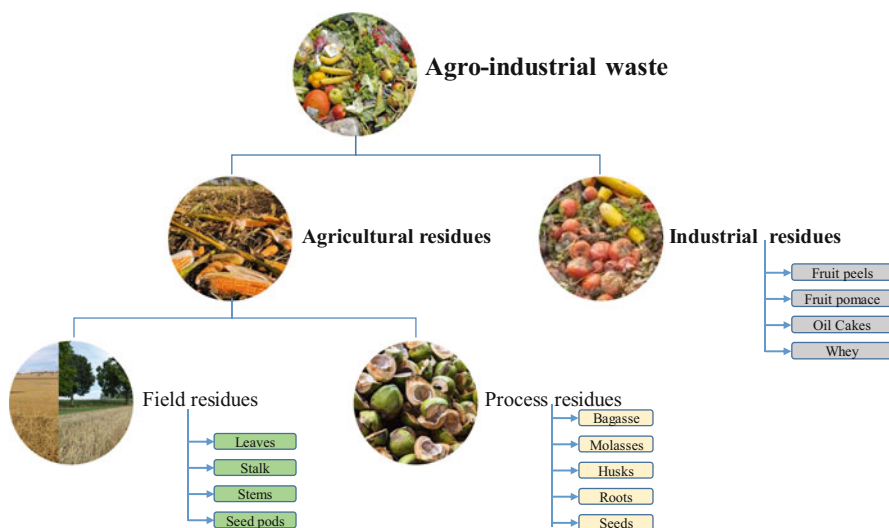 Agro-industrial waste
Agricultural residues
Industrial residues
Fruit peels
Fruit pomace
Oil Cakes
Whey
Field residues
Leaves
Stalk
Stems
Seed pods
Process residues
Bagasse
Molasses
Husks
Roots
Seeds